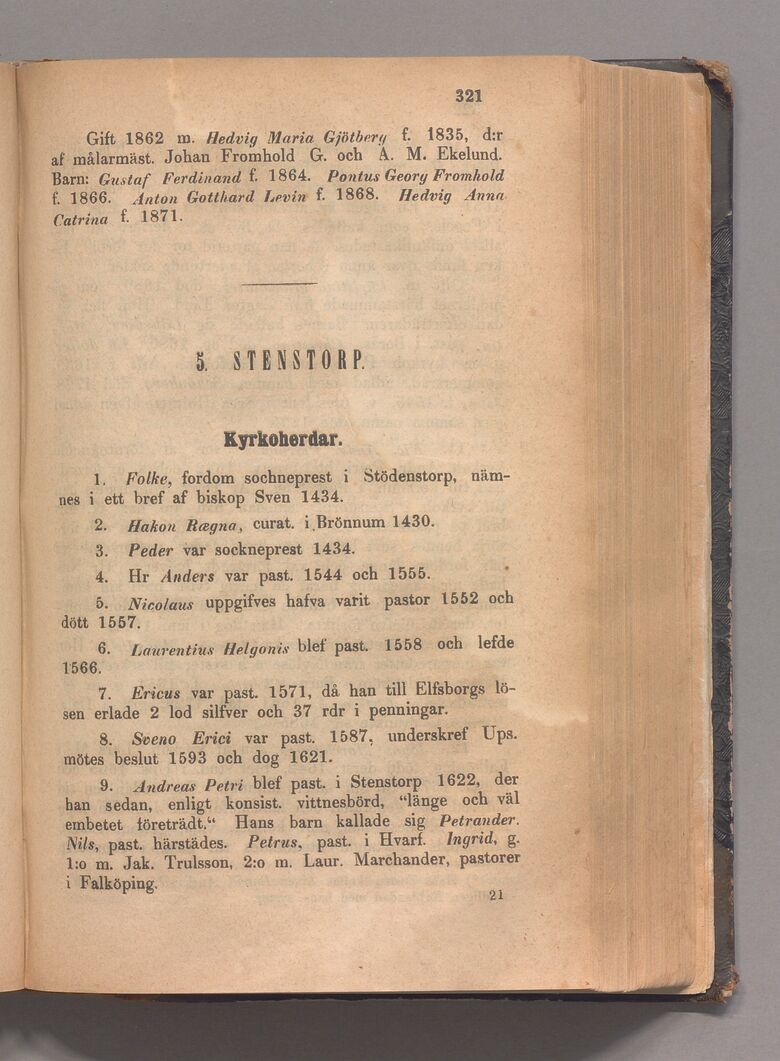 321
Gift 1862 m. Hedvig Maria Gjötberg f. 1835, d:r
af målarmäst. Johan Fromhold G. och A. M. Ekelund.
Barn: Gustaf Ferdinand f. 1864. Pontus Georg Fromhold
f. 1866. Anton Gotthard Levin f. 1868. Hedvig Anna
Catrina f. 1871.
5. STENSTORP.
Kyrkoherdar.
1. Folke, fordom sochneprest i Stödenstorp, näm-
nes i ett bref af biskop Sven 1434.
2. Hakon Rægna, curat. i Brönnum 1430.
3. Peder var sockneprest 1434.
4. Hr Anders var past. 1544 och 1555.
5. Nicolaus uppgifves hafva varit pastor 1552 och
dött 1557.
6. Laurentius Helgonis blef past. 1558 och lefde
1566.
7. Ericus var past. 1571, då han till Elfsborgs lö-
sen erlade 2 lod silfver och 37 rdr i penningar.
8. Sveno Erici var past. 1587, underskref Ups.
mötes beslut 1593 och dog 1621.
9. Andreas Petri blef past. i Stenstorp 1622, der
han sedan, enligt konsist. vittnesbörd, “länge och väl
embetet företrädt.“ Hans barn kallade sig Petrander.
Nils, past. härstädes. Petrus, past. i Hvarf. Ingrid, g.
1:o m. Jak. Trulsson, 2:o m. Laur. Marchander, pastorer
i Falköping.
21